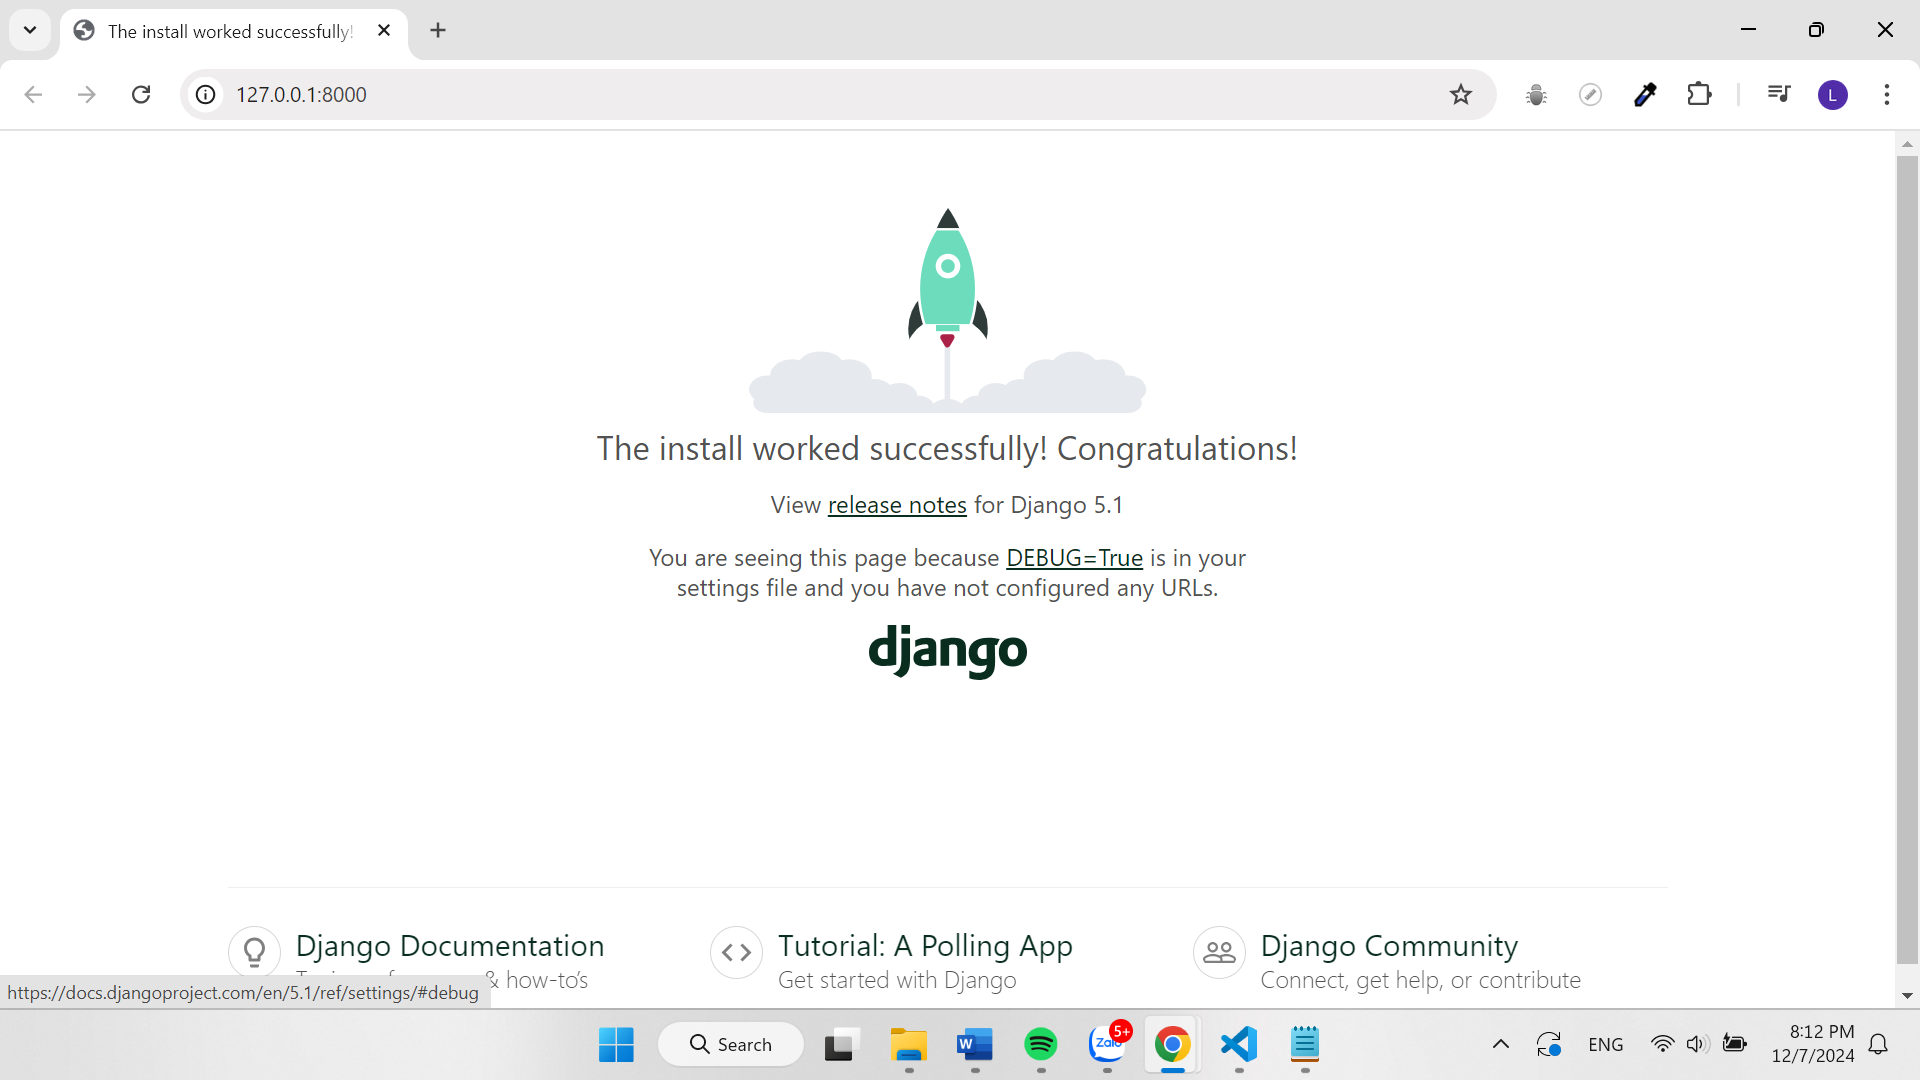 The install worked successfully!
127.0.0.1:8000
L
The install worked successfully! Congratulations!
View release notes for Django 5.1
You are seeing this page because DEBUG=True is in your
settings file and you have not configured any URLs.
django
Django Documentation
& how-to's
Tutorial: A Polling App
Get started with Django
Django Community
Connect, get help, or contribute
https://docs.djangoproject.com/en/5.1/ref/settings/#debug
Search
W
Zalo
5+
ENG
8:12 PM
12/7/2024